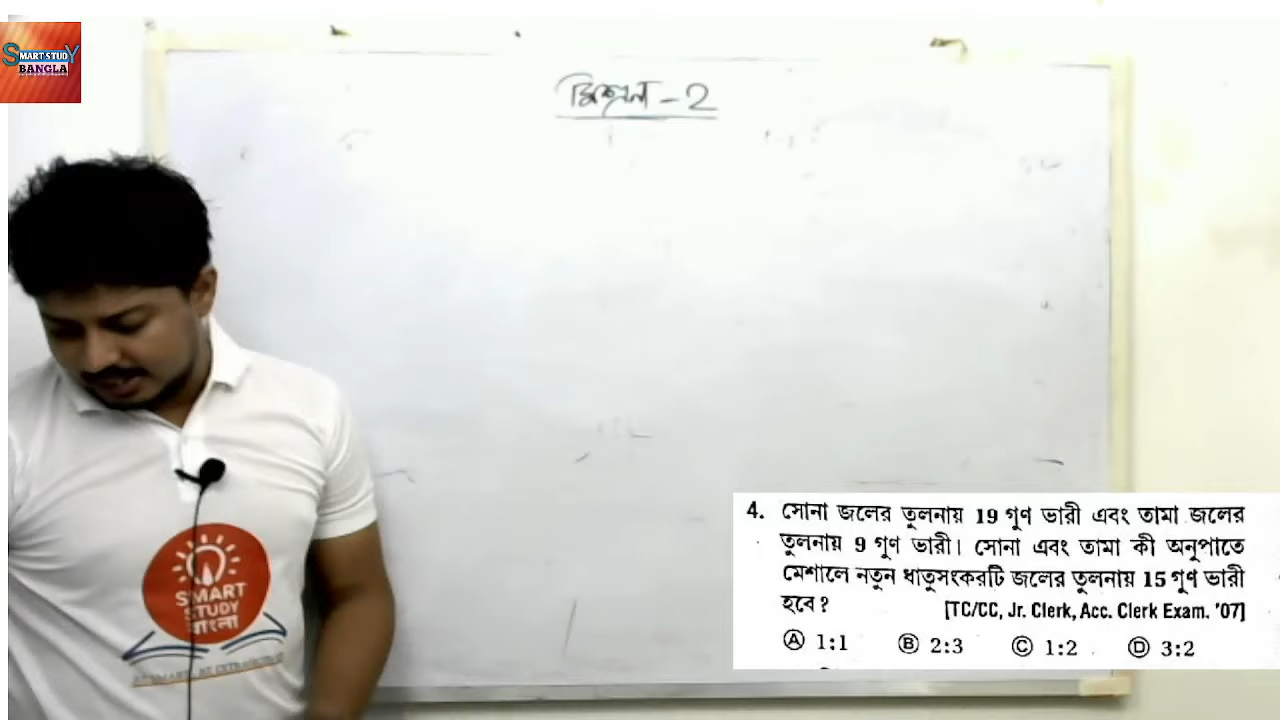 SMART STUDY
BANGLA
মিশ্রণ - 2
SMART
STUDY
বাংলা
4. সোনা জলের তুলনায় 19 গুণ ভারী এবং তামা জলের
তুলনায় 9 গুণ ভারী। সোনা এবং তামা কী অনুপাতে
মেশালে নতুন ধাতুসংকরটি জলের তুলনায় 15 গুণ ভারী
হবে? [TC/CC, Jr. Clerk, Acc. Clerk Exam. '07]
Ⓐ 1:1 Ⓑ 2:3 Ⓒ 1:2 Ⓓ 3:2